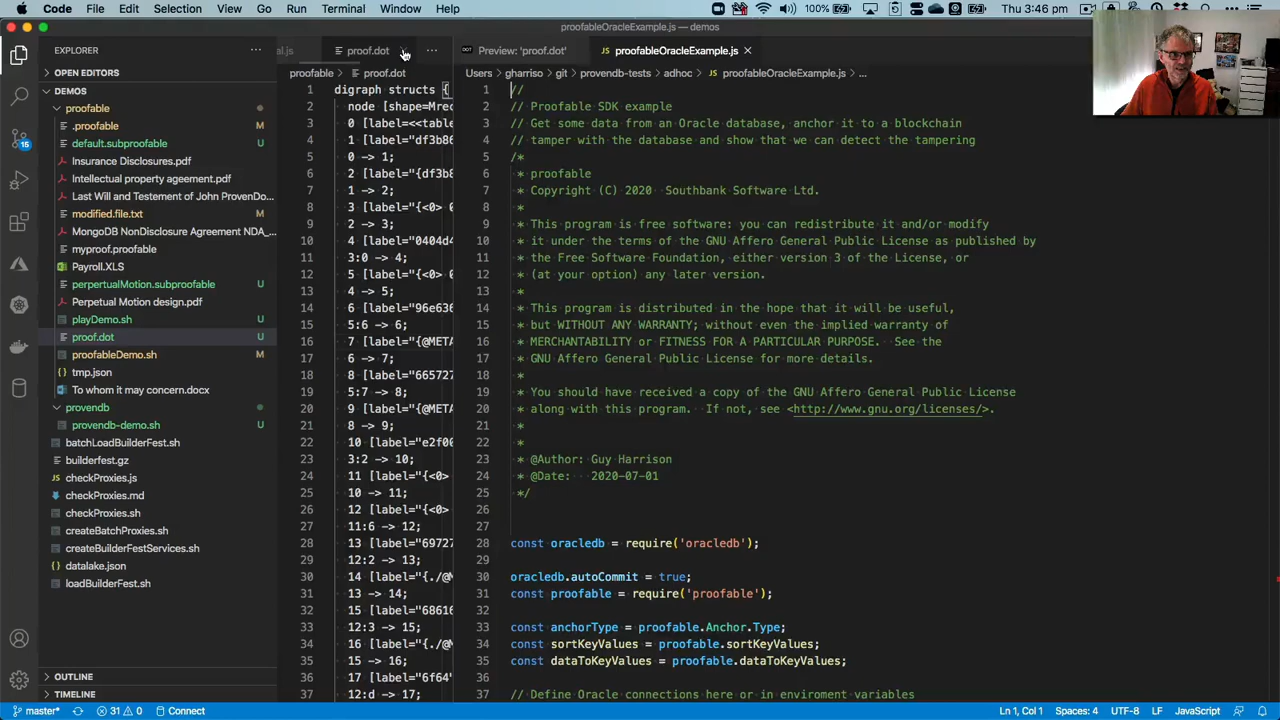 Code File Edit Selection View Go Run Terminal Window Help
100% Thu 3:46 pm
proofableOracleExample.js — demos
EXPLORER
al.js
proof.dot
Preview: 'proof.dot'
proofableOracleExample.js
OPEN EDITORS
DEMOS
proofable
.proofable M
default.subproofable U
Insurance Disclosures.pdf
Intellectual property ageement.pdf
Last Will and Testement of John ProvenDo...
modified.file.txt M
MongoDB NonDisclosure Agreement NDA_...
myproof.proofable
Payroll.XLS
perpertualMotion.subproofable U
Perpetual Motion design.pdf
playDemo.sh U
proof.dot U
proofableDemo.sh M
tmp.json
To whom it may concern.docx
provendb
provendb-demo.sh U
batchLoadBuilderFest.sh
builderfest.gz
checkProxies.js
checkProxies.md
checkProxies.sh
createBatchProxies.sh
createBuilderFestServices.sh
datalake.json
loadBuilderFest.sh
OUTLINE
TIMELINE
15
proofable > proof.dot
1 digraph structs {
2 node [shape=Mrec
3 0 [label=<<table
4 1 [label="df3b86
5 0 -> 1;
6 2 [label="{df3b8
7 1 -> 2;
8 3 [label="{<0> 0
9 2 -> 3;
10 4 [label="0404d4
11 3:0 -> 4;
12 5 [label="{<0> 0
13 4 -> 5;
14 6 [label="96e636
15 5:6 -> 6;
16 7 [label="{@META
17 6 -> 7;
18 8 [label="665727
19 5:7 -> 8;
20 9 [label="{@META
21 8 -> 9;
22 10 [label="e2f00
23 3:2 -> 10;
24 11 [label="{<0>
25 10 -> 11;
26 12 [label="{<0>
27 11:6 -> 12;
28 13 [label="69727
29 12:2 -> 13;
30 14 [label="{./@M
31 13 -> 14;
32 15 [label="68616
33 12:3 -> 15;
34 16 [label="{./@M
35 15 -> 16;
36 17 [label="6f64"
37 12:d -> 17;
Users > gharriso > git > provendb-tests > adhoc > proofableOracleExample.js > ...
1 //
2 // Proofable SDK example
3 // Get some data from an Oracle database, anchor it to a blockchain
4 // tamper with the database and show that we can detect the tampering
5 /*
6 * proofable
7 * Copyright (C) 2020 Southbank Software Ltd.
8 *
9 * This program is free software: you can redistribute it and/or modify
10 * it under the terms of the GNU Affero General Public License as published by
11 * the Free Software Foundation, either version 3 of the License, or
12 * (at your option) any later version.
13 *
14 * This program is distributed in the hope that it will be useful,
15 * but WITHOUT ANY WARRANTY; without even the implied warranty of
16 * MERCHANTABILITY or FITNESS FOR A PARTICULAR PURPOSE. See the
17 * GNU Affero General Public License for more details.
18 *
19 * You should have received a copy of the GNU Affero General Public License
20 * along with this program. If not, see <http://www.gnu.org/licenses/>.
21 *
22 *
23 * @Author: Guy Harrison
24 * @Date: 2020-07-01
25 */
26
27
28 const oracledb = require('oracledb');
29
30 oracledb.autoCommit = true;
31 const proofable = require('proofable');
32
33 const anchorType = proofable.Anchor.Type;
34 const sortKeyValues = proofable.sortKeyValues;
35 const dataToKeyValues = proofable.dataToKeyValues;
36
37 // Define Oracle connections here or in enviroment variables
master* 31 0 Connect
Ln 1, Col 1 Spaces: 4 UTF-8 LF JavaScript